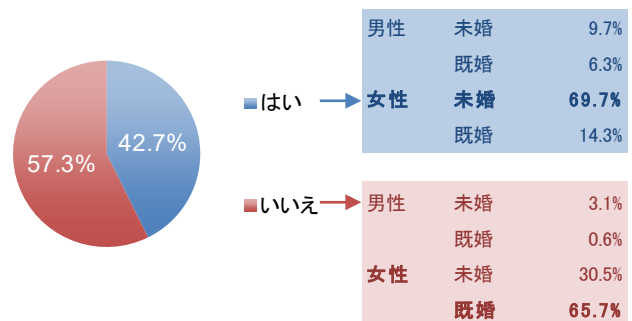 42.7%
57.3%
はい
男性 未婚 9.7%
既婚 6.3%
女性 未婚 69.7%
既婚 14.3%
いいえ
男性 未婚 3.1%
既婚 0.6%
女性 未婚 30.5%
既婚 65.7%